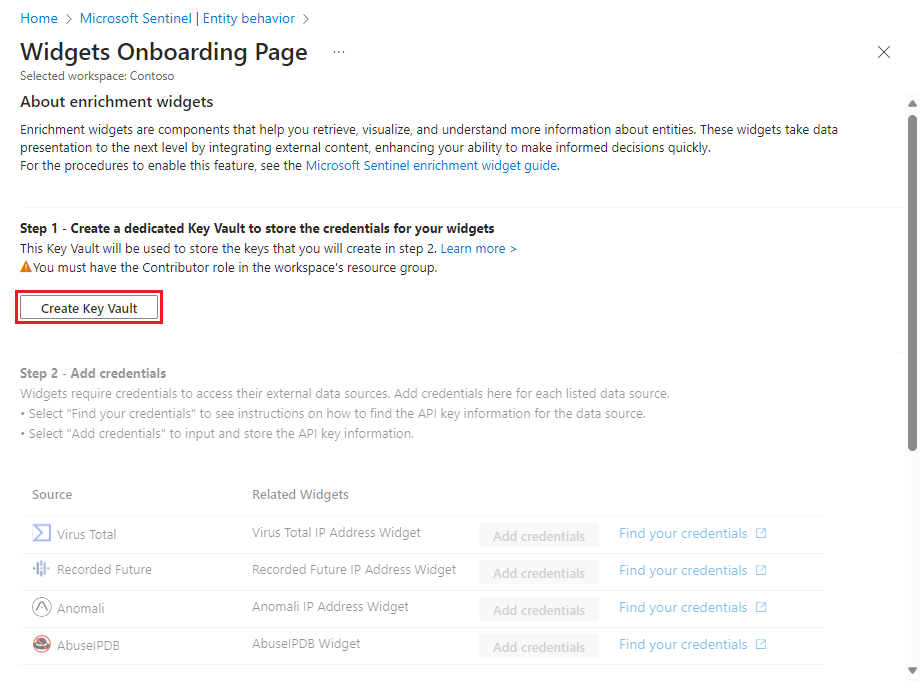 Home > Microsoft Sentinel | Entity behavior >
Widgets Onboarding Page ...
Selected workspace: Contoso
About enrichment widgets
Enrichment widgets are components that help you retrieve, visualize, and understand more information about entities. These widgets take data
presentation to the next level by integrating external content, enhancing your ability to make informed decisions quickly.
For the procedures to enable this feature, see the Microsoft Sentinel enrichment widget guide.
Step 1 - Create a dedicated Key Vault to store the credentials for your widgets
This Key Vault will be used to store the keys that you will create in step 2. Learn more >
You must have the Contributor role in the workspace's resource group.
Create Key Vault
Step 2 - Add credentials
Widgets require credentials to access their external data sources. Add credentials here for each listed data source.
• Select "Find your credentials" to see instructions on how to find the API key information for the data source.
• Select "Add credentials" to input and store the API key information.
Source Related Widgets
Virus Total Virus Total IP Address Widget Add credentials Find your credentials
Recorded Future Recorded Future IP Address Widget Add credentials Find your credentials
Anomali Anomali IP Address Widget Add credentials Find your credentials
AbuseIPDB AbuseIPDB Widget Add credentials Find your credentials